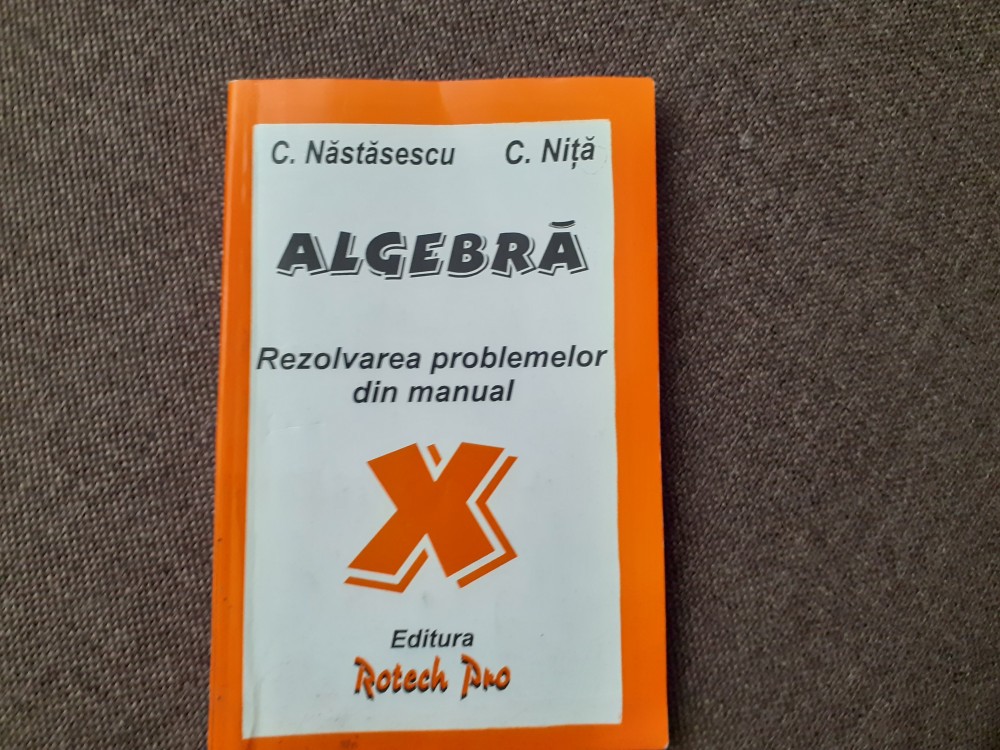 C. Năstăsescu C. Niță
ALGEBRĂ
Rezolvarea problemelor
din manual
X
Editura
Rotech Pro